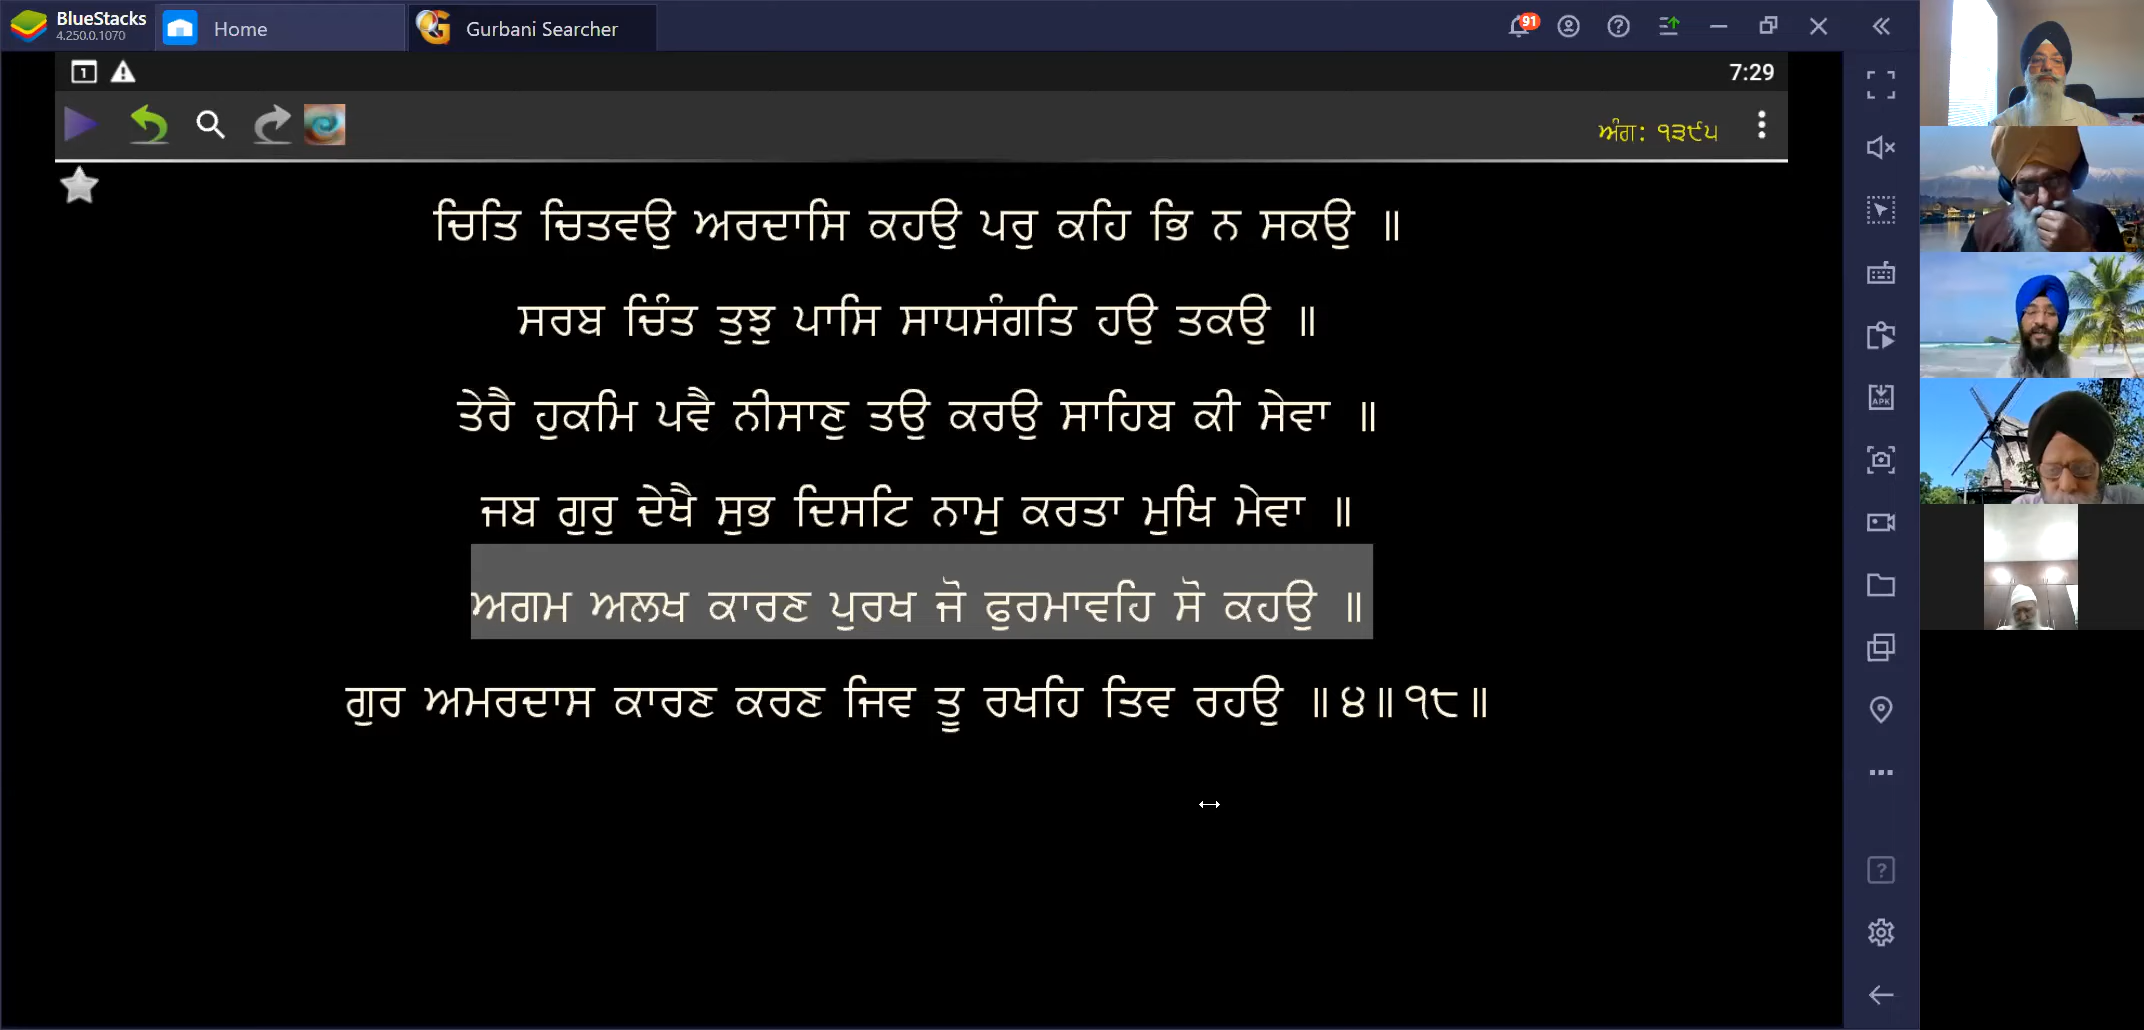 BlueStacks
4.250.0.1070
Home
Gurbani Searcher
91
1
7:29
ਅੰਗ: ੧੩੯੫
ਚਿਤਿ ਚਿਤਵਉ ਅਰਦਾਸਿ ਕਹਉ ਪਰੁ ਕਹਿ ਭਿ ਨ ਸਕਉ ॥
ਸਰਬ ਚਿੰਤ ਤੁਝੁ ਪਾਸਿ ਸਾਧਸੰਗਤਿ ਹਉ ਤਕਉ ॥
ਤੇਰੈ ਹੁਕਮਿ ਪਵੈ ਨੀਸਾਣੁ ਤਉ ਕਰਉ ਸਾਹਿਬ ਕੀ ਸੇਵਾ ॥
ਜਬ ਗੁਰੁ ਦੇਖੈ ਸੁਭ ਦਿਸਟਿ ਨਾਮੁ ਕਰਤਾ ਮੁਖਿ ਮੇਵਾ ॥
ਅਗਮ ਅਲਖ ਕਾਰਣ ਪੁਰਖ ਜੋ ਫੁਰਮਾਵਹਿ ਸੋ ਕਹਉ ॥
ਗੁਰ ਅਮਰਦਾਸ ਕਾਰਣ ਕਰਣ ਜਿਵ ਤੂ ਰਖਹਿ ਤਿਵ ਰਹਉ ॥੪॥੧੮॥
APK